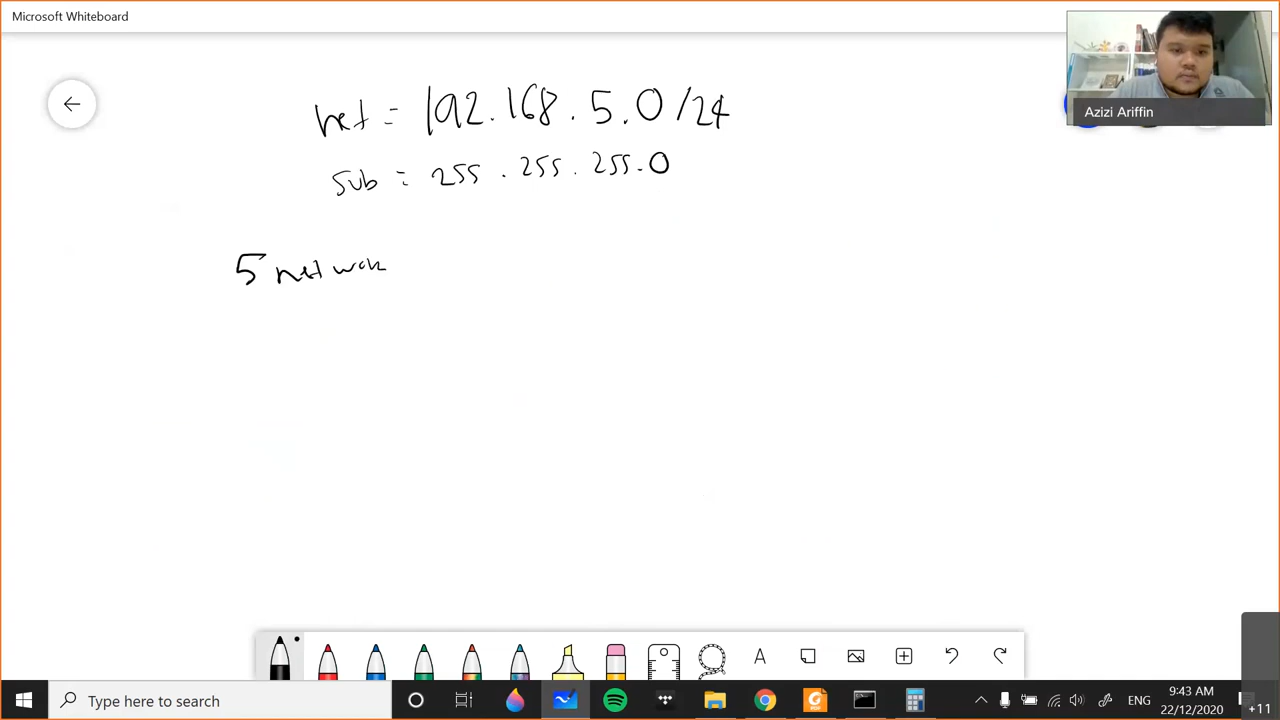 Microsoft Whiteboard
Azizi Ariffin
net = 192.168.5.0/24
sub = 255.255.255.0
5 networ
A
Type here to search
ENG
9:43 AM
22/12/2020
+11